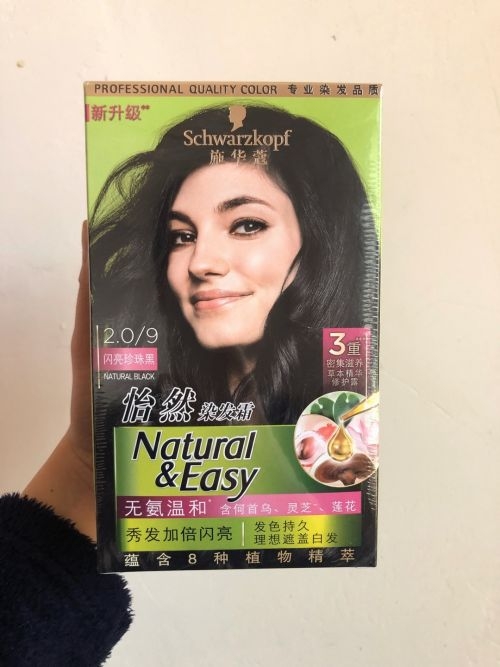 PROFESSIONAL QUALITY COLOR 专业染发品质
新升级**
Schwarzkopf
施华蔻
2.0/9
闪亮珍珠黑
NATURAL BLACK
3重
密集滋养
草本精华
修护露
怡然染发霜
Natural
&Easy
无氨温和* 含何首乌、灵芝、莲花
秀发加倍闪亮
发色持久
理想遮盖白发
蕴含8种植物精萃